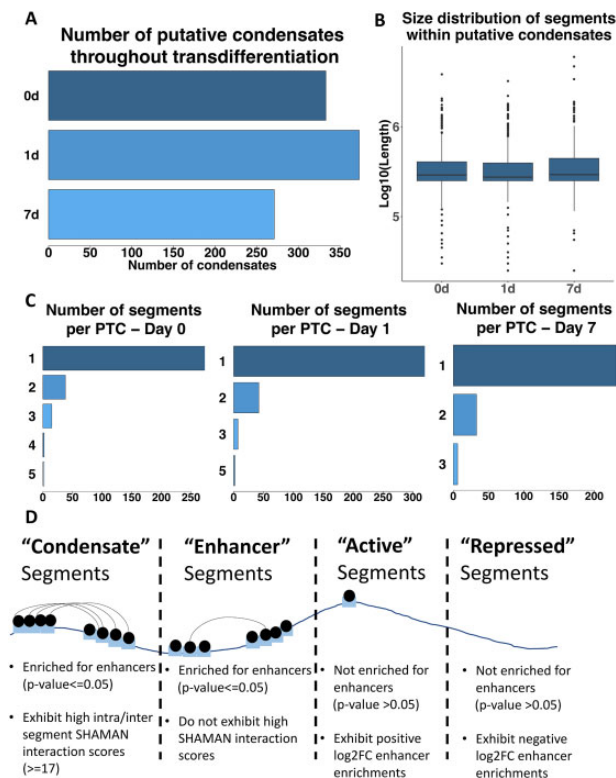 A
Number of putative condensates
throughout transdifferentiation
0d
1d
7d
0 50 100 150 200 250 300 350
Number of condensates
B
Size distribution of segments
within putative condensates
Log10(Length)
6
5
0d 1d 7d
C
Number of segments
per PTC – Day 0
1
2
3
4
5
0 50 100 150 200 250
Number of segments
per PTC – Day 1
1
2
3
5
0 50 100 150 200 250 300
Number of segments
per PTC – Day 7
1
2
3
0 50 100 150 200
D
“Condensate”
Segments
• Enriched for enhancers
(p-value<=0.05)
• Exhibit high intra/inter
segment SHAMAN
interaction scores
(>=17)
“Enhancer”
Segments
• Enriched for enhancers
(p-value<=0.05)
• Do not exhibit high
SHAMAN interaction
scores
“Active”
Segments
• Not enriched for
enhancers
(p-value >0.05)
• Exhibit positive
log2FC enhancer
enrichments
“Repressed”
Segments
• Not enriched for
enhancers
(p-value >0.05)
• Exhibit negative
log2FC enhancer
enrichments